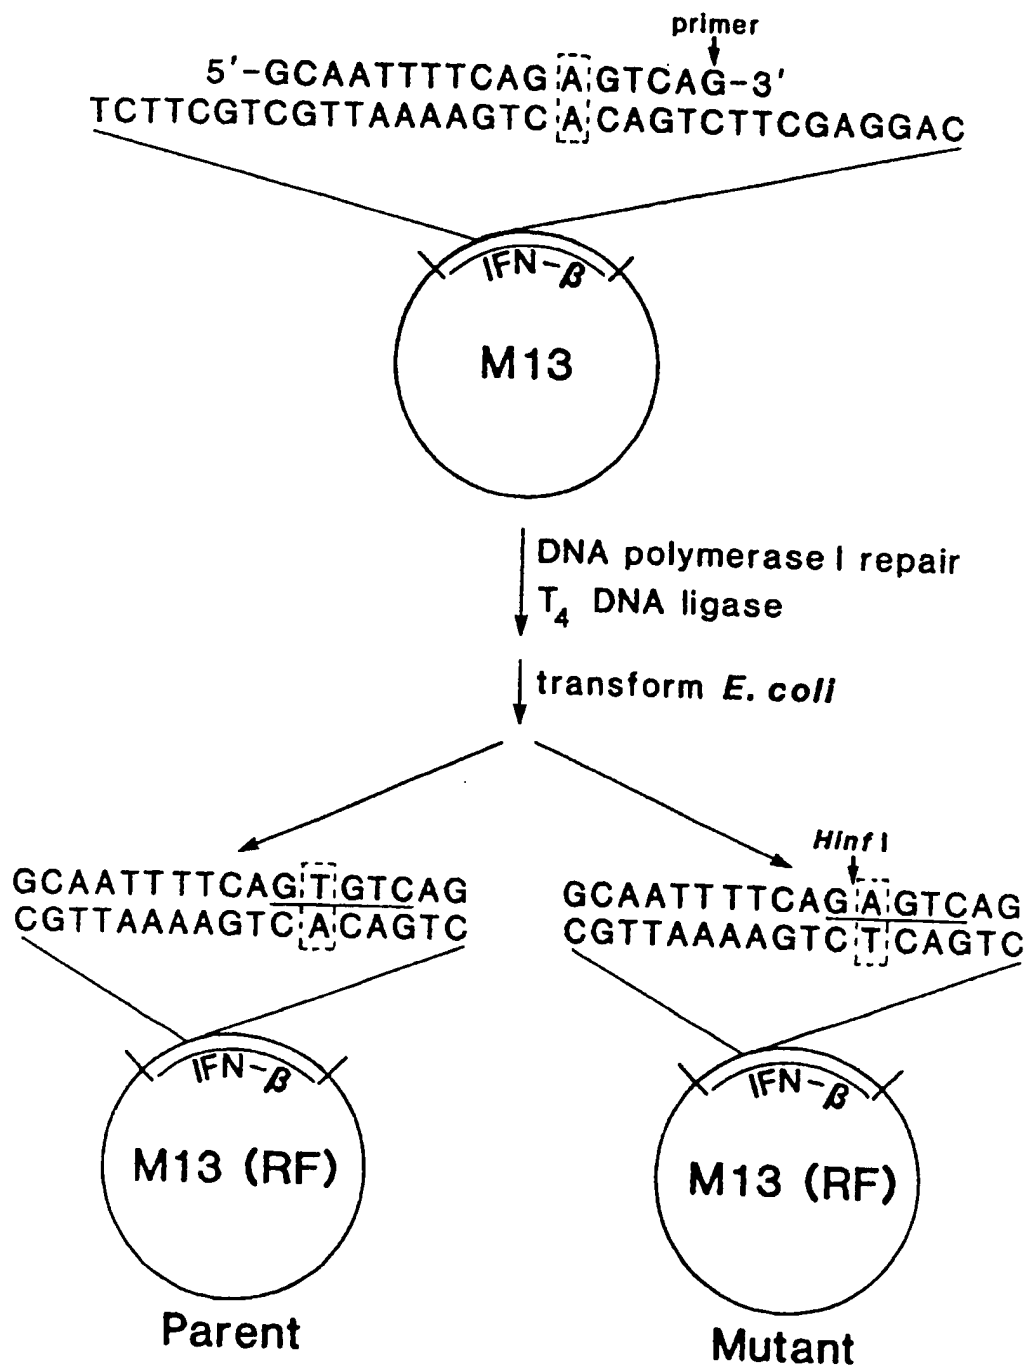 primer
5'-GCAATTTTCAGAGTCAG-3'
TCTTCGTCGTTAAAAGTCACAGTCTTCGAGGAC
IFN-β
M13
DNA polymerase I repair
T4 DNA ligase
transform E. coli
GCAATTTTCAGTGTCAG
CGTTAAAAGTCACAGTC
IFN-β
M13 (RF)
Parent
Hinf I
GCAATTTTCAGAGTCAG
CGTTAAAAGTCTCAGTC
IFN-β
M13 (RF)
Mutant